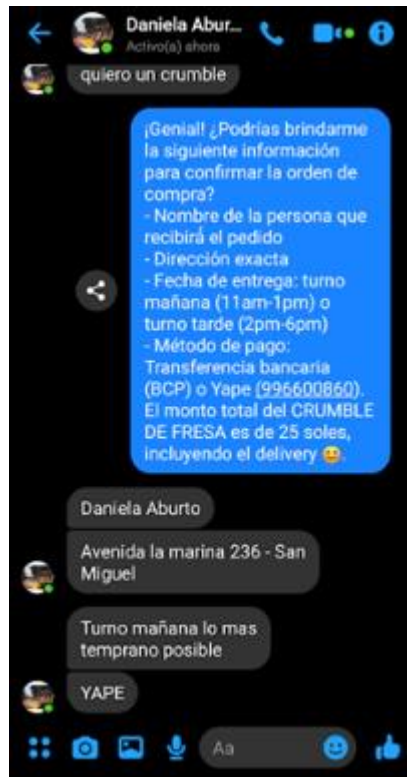 Daniela Abur...
Activo(a) ahora
quiero un crumble
¡Genial! ¿Podrías brindarme
la siguiente información
para confirmar la orden de
compra?
- Nombre de la persona que
recibirá el pedido
- Dirección exacta
- Fecha de entrega: turno
mañana (11am-1pm) o
turno tarde (2pm-6pm)
- Método de pago:
Transferencia bancaria
(BCP) o Yape (996600860).
El monto total del CRUMBLE
DE FRESA es de 25 soles,
incluyendo el delivery 😄.
Daniela Aburto
Avenida la marina 236 - San
Miguel
Turno mañana lo mas
temprano posible
YAPE
Aa